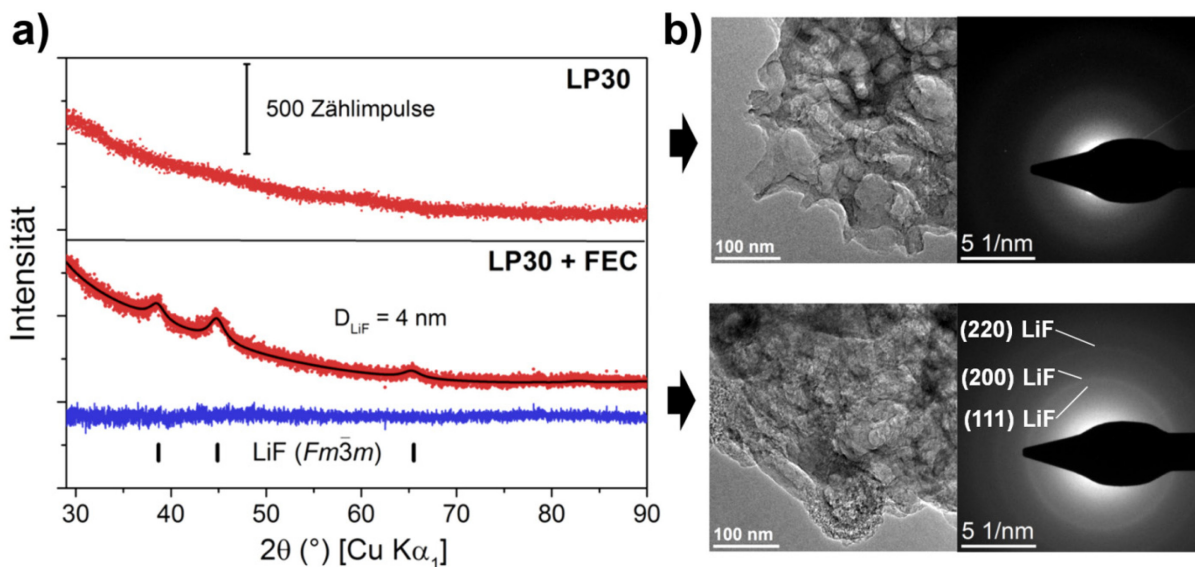 a)
LP30
500 Zählimpulse
LP30 + FEC
D_LiF = 4 nm
LiF (Fm3̄m)
Intensität
30 40 50 60 70 80 90
2θ (°) [Cu Kα₁]
b)
100 nm
5 1/nm
(220) LiF
(200) LiF
(111) LiF
100 nm
5 1/nm